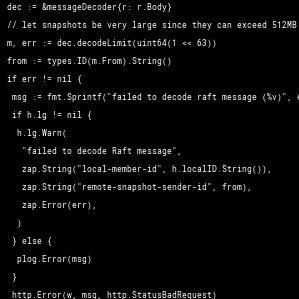 dec := &messageDecoder{r: r.Body}
// let snapshots be very large since they can exceed 512MB
m, err := dec.decodeLimit(uint64(1 << 63))
from := types.ID(m.From).String()
if err != nil {
msg := fmt.Sprintf("failed to decode raft message (%v)",
if h.lg != nil {
h.lg.Warn(
"failed to decode Raft message",
zap.String("local-member-id", h.localID.String()),
zap.String("remote-snapshot-sender-id", from),
zap.Error(err),
)
} else {
plog.Error(msg)
}
http.Error(w, msg, http.StatusBadRequest)